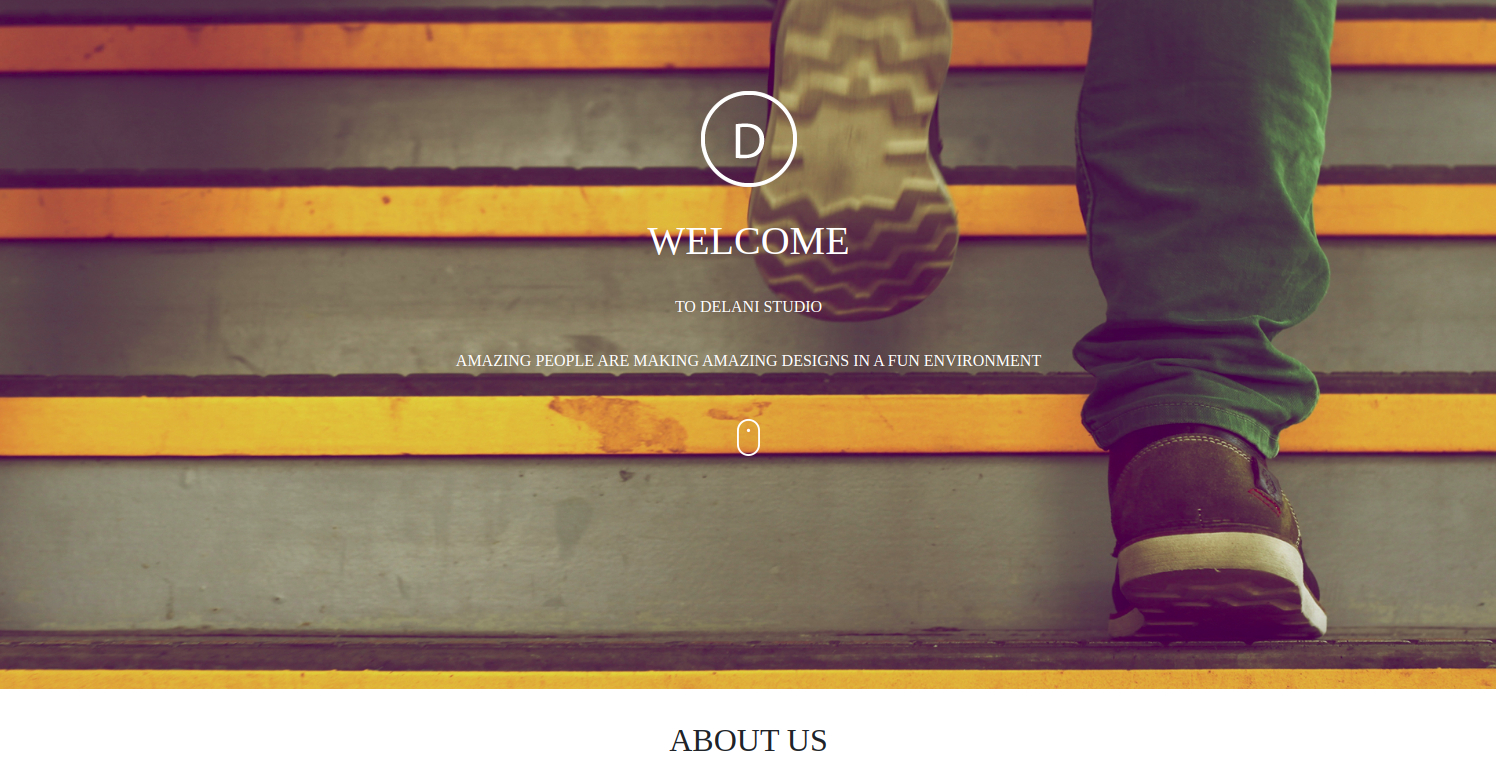 D
WELCOME
TO DELANI STUDIO
AMAZING PEOPLE ARE MAKING AMAZING DESIGNS IN A FUN ENVIRONMENT
ABOUT US